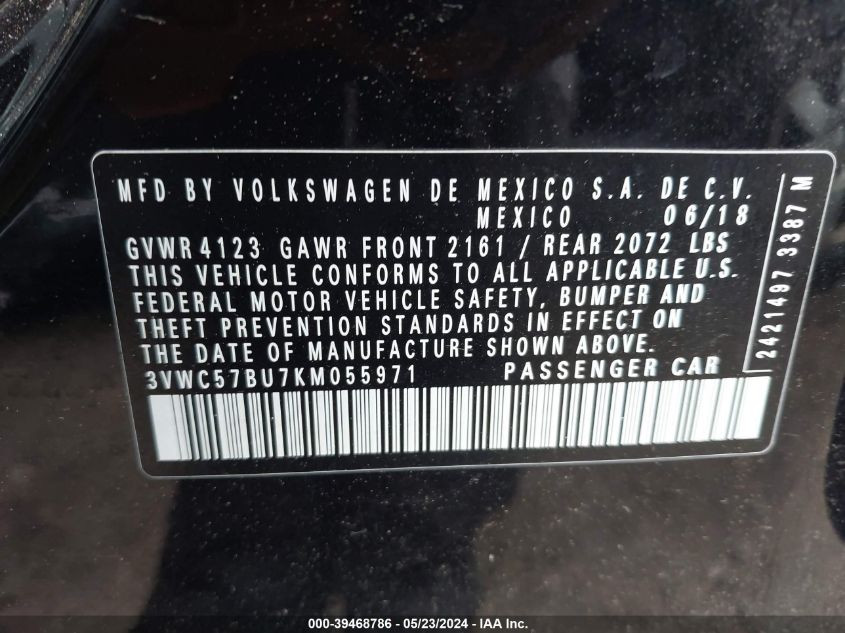 MFD BY VOLKSWAGEN DE MEXICO S.A. DE C.V.
MEXICO 06/18
GVWR 4123 GAWR FRONT 2161 / REAR 2072 LBS
THIS VEHICLE CONFORMS TO ALL APPLICABLE U.S.
FEDERAL MOTOR VEHICLE SAFETY, BUMPER AND
THEFT PREVENTION STANDARDS IN EFFECT ON
THE DATE OF MANUFACTURE SHOWN ABOVE.
3VWC57BU7KM055971 PASSENGER CAR
2421497 3387 M
000-39468786 - 05/23/2024 - IAA Inc.